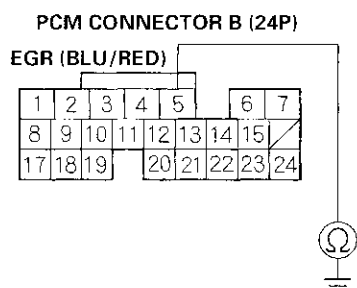 PCM CONNECTOR B (24P)
EGR (BLU/RED)
1 2 3 4 5 6 7
8 9 10 11 12 13 14 15
17 18 19 20 21 22 23 24
Ω